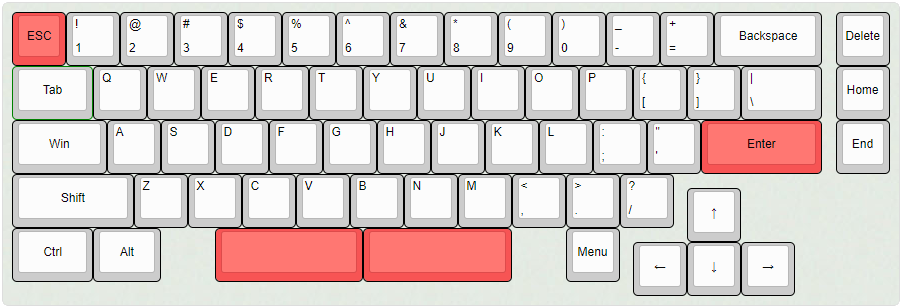 ESC ! @ # $ % ^ & * ( ) _ + Backspace Delete
1 2 3 4 5 6 7 8 9 0 - =
Tab Q W E R T Y U I O P { } | Home
[ ] \
Win A S D F G H J K L : " Enter End
; '
Shift Z X C V B N M < > ?
, . /
↑
Ctrl Alt Menu
← ↓ →